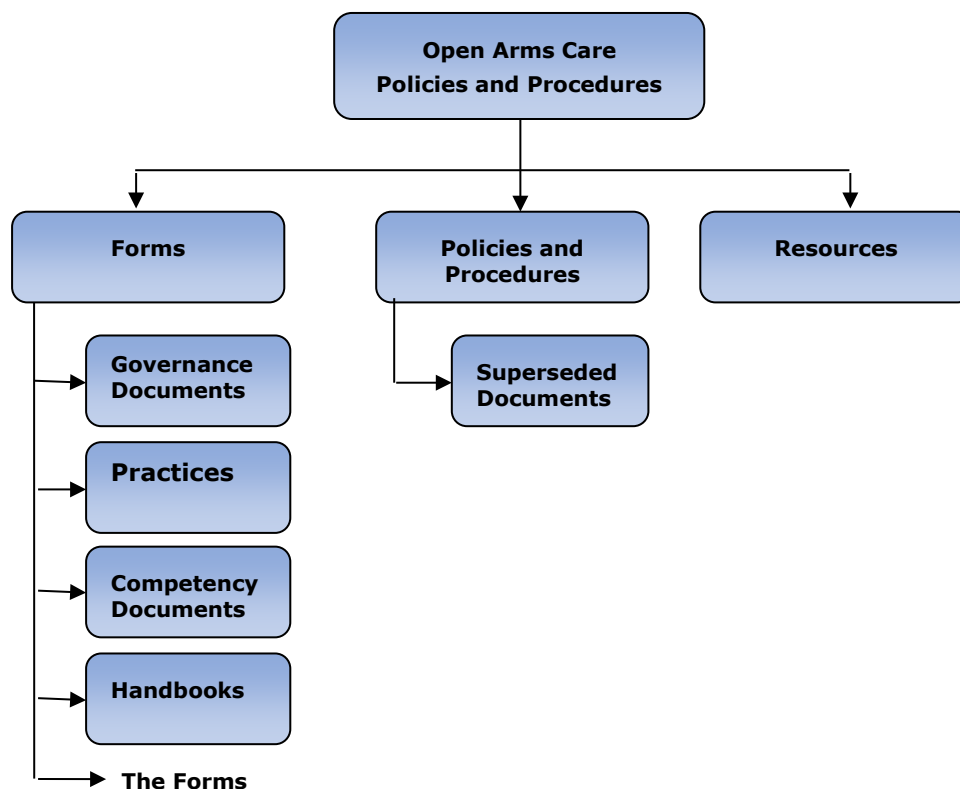 Open Arms Care
Policies and Procedures
Forms
Policies and
Procedures
Resources
Governance
Documents
Superseded
Documents
Practices
Competency
Documents
Handbooks
The Forms